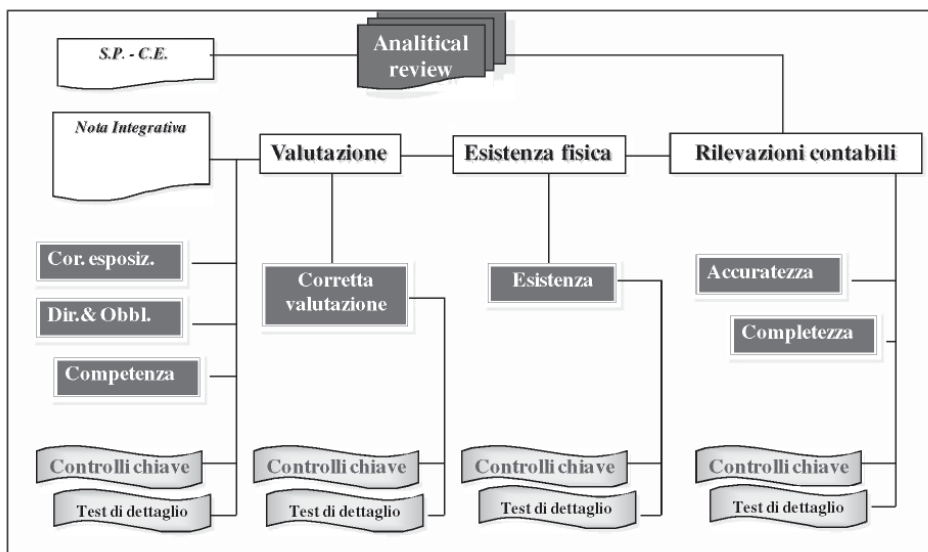 S.P. - C.E.
Analitical
review
Nota Integrativa
Valutazione
Esistenza fisica
Rilevazioni contabili
Cor. esposiz.
Dir.& Obbl.
Competenza
Corretta
valutazione
Esistenza
Accuratezza
Completezza
Controlli chiave
Test di dettaglio
Controlli chiave
Test di dettaglio
Controlli chiave
Test di dettaglio
Controlli chiave
Test di dettaglio